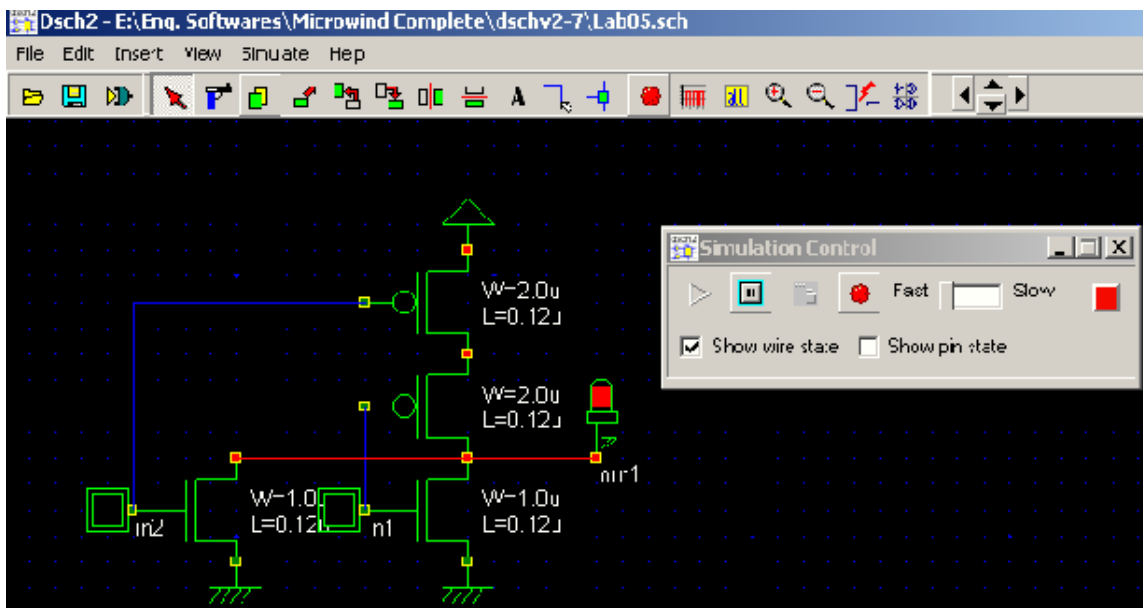 Dsch2 - E:\Eng. Softwares\Microwind Complete\dschv2-7\Lab05.sch
File Edit Insert View Simulate Help
A
Simulation Control
Fast Slow
Show wire state Show pin state
W=2.0u
L=0.12u
W=2.0u
L=0.12u
out1
W=1.0
L=0.12u
W=1.0u
L=0.12u
in2
in1